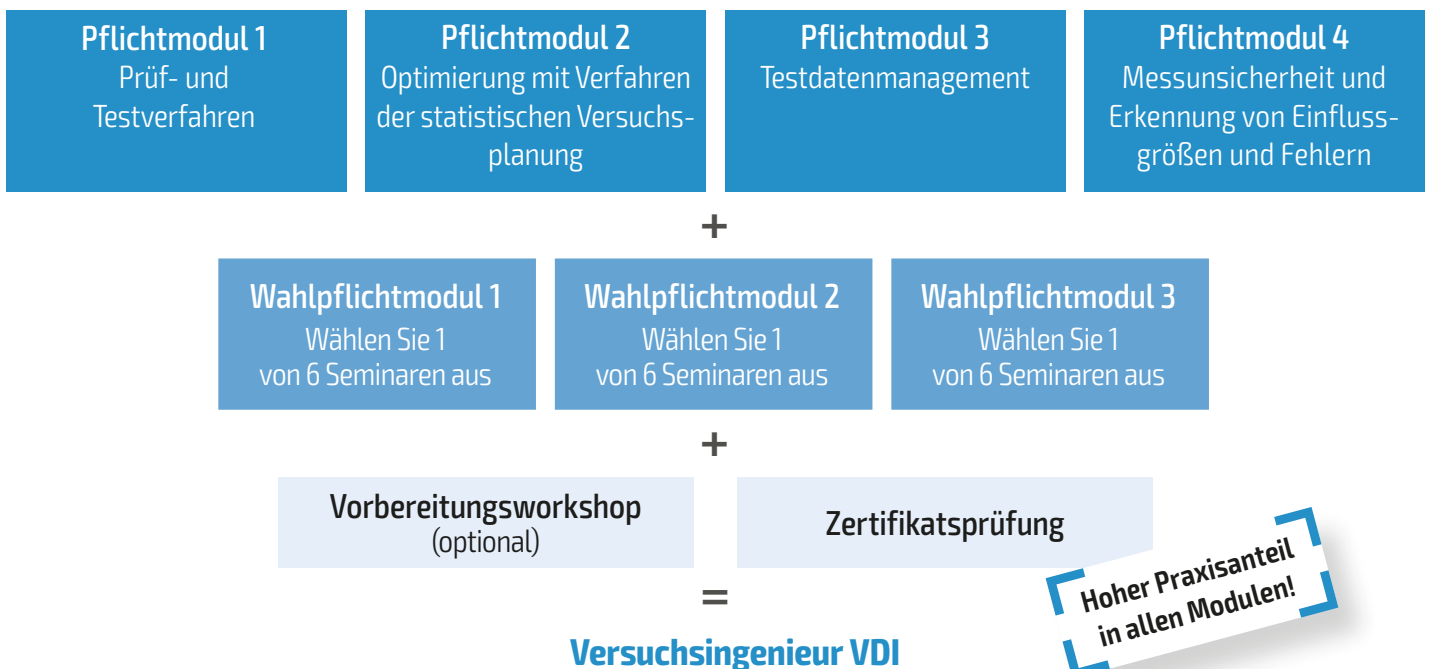 Pflichtmodul 1
Prüf- und
Testverfahren
Pflichtmodul 2
Optimierung mit Verfahren
der statistischen Versuchs-
planung
Pflichtmodul 3
Testdatenmanagement
Pflichtmodul 4
Messunsicherheit und
Erkennung von Einfluss-
größen und Fehlern
+
Wahlpflichtmodul 1
Wählen Sie 1
von 6 Seminaren aus
Wahlpflichtmodul 2
Wählen Sie 1
von 6 Seminaren aus
Wahlpflichtmodul 3
Wählen Sie 1
von 6 Seminaren aus
+
Vorbereitungsworkshop
(optional)
Zertifikatsprüfung
Hoher Praxisanteil
in allen Modulen!
=
Versuchsingenieur VDI